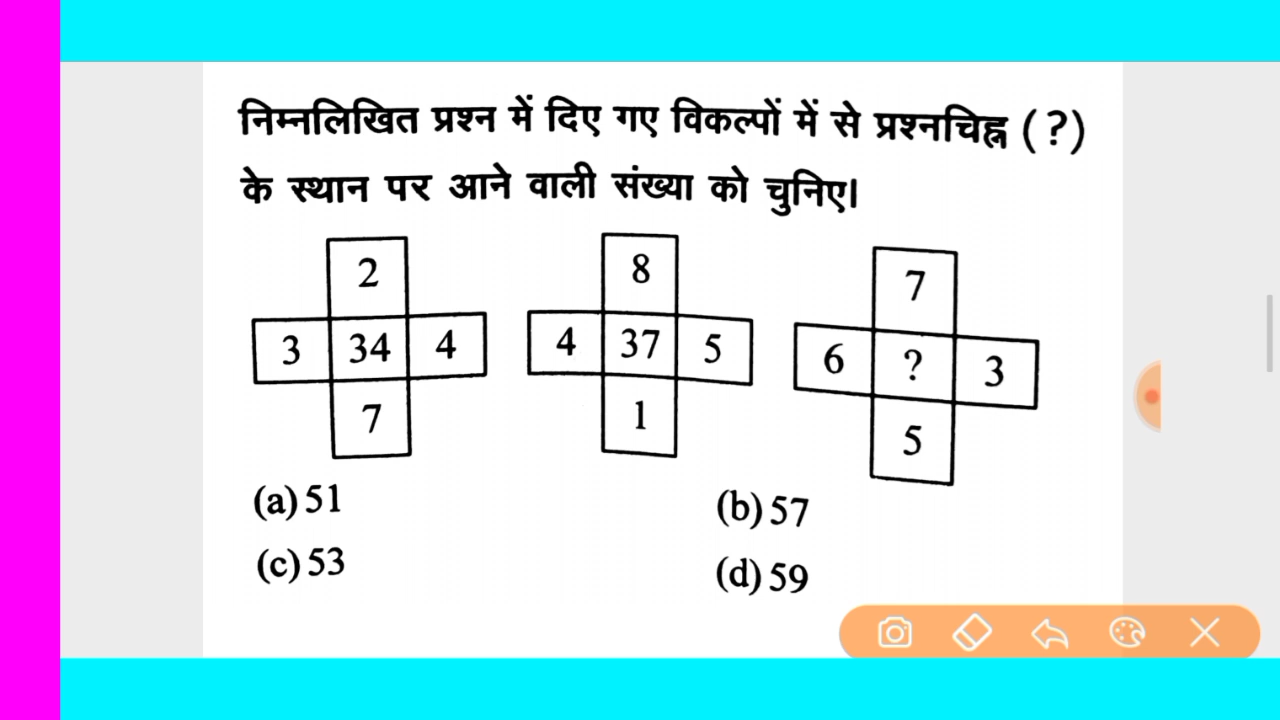 निम्नलिखित प्रश्न में दिए गए विकल्पों में से प्रश्नचिह्न (?)
के स्थान पर आने वाली संख्या को चुनिए।
2
3 34 4
7
8
4 37 5
1
7
6 ? 3
5
(a) 51 (b) 57
(c) 53 (d) 59